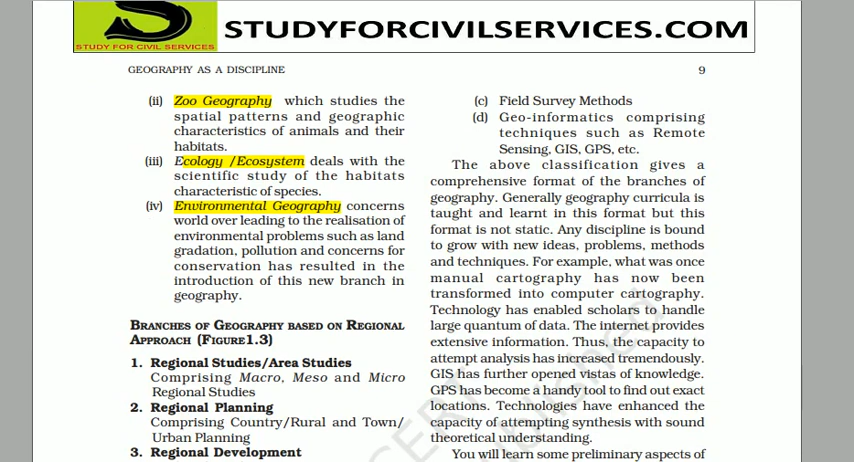 STUDY FOR CIVIL SERVICES
STUDYFORCIVILSERVICES.COM
GEOGRAPHY AS A DISCIPLINE
9
(ii) Zoo Geography which studies the
spatial patterns and geographic
characteristics of animals and their
habitats.
(iii) Ecology /Ecosystem deals with the
scientific study of the habitats
characteristic of species.
(iv) Environmental Geography concerns
world over leading to the realisation of
environmental problems such as land
gradation, pollution and concerns for
conservation has resulted in the
introduction of this new branch in
geography.
BRANCHES OF GEOGRAPHY BASED ON REGIONAL
APPROACH (FIGURE1.3)
1. Regional Studies/Area Studies
Comprising Macro, Meso and Micro
Regional Studies
2. Regional Planning
Comprising Country/Rural and Town/
Urban Planning
3. Regional Development
(c) Field Survey Methods
(d) Geo-informatics comprising
techniques such as Remote
Sensing, GIS, GPS, etc.
The above classification gives a
comprehensive format of the branches of
geography. Generally geography curricula is
taught and learnt in this format but this
format is not static. Any discipline is bound
to grow with new ideas, problems, methods
and techniques. For example, what was once
manual cartography has now been
transformed into computer cartography.
Technology has enabled scholars to handle
large quantum of data. The internet provides
extensive information. Thus, the capacity to
attempt analysis has increased tremendously.
GIS has further opened vistas of knowledge.
GPS has become a handy tool to find out exact
locations. Technologies have enhanced the
capacity of attempting synthesis with sound
theoretical understanding.
You will learn some preliminary aspects of